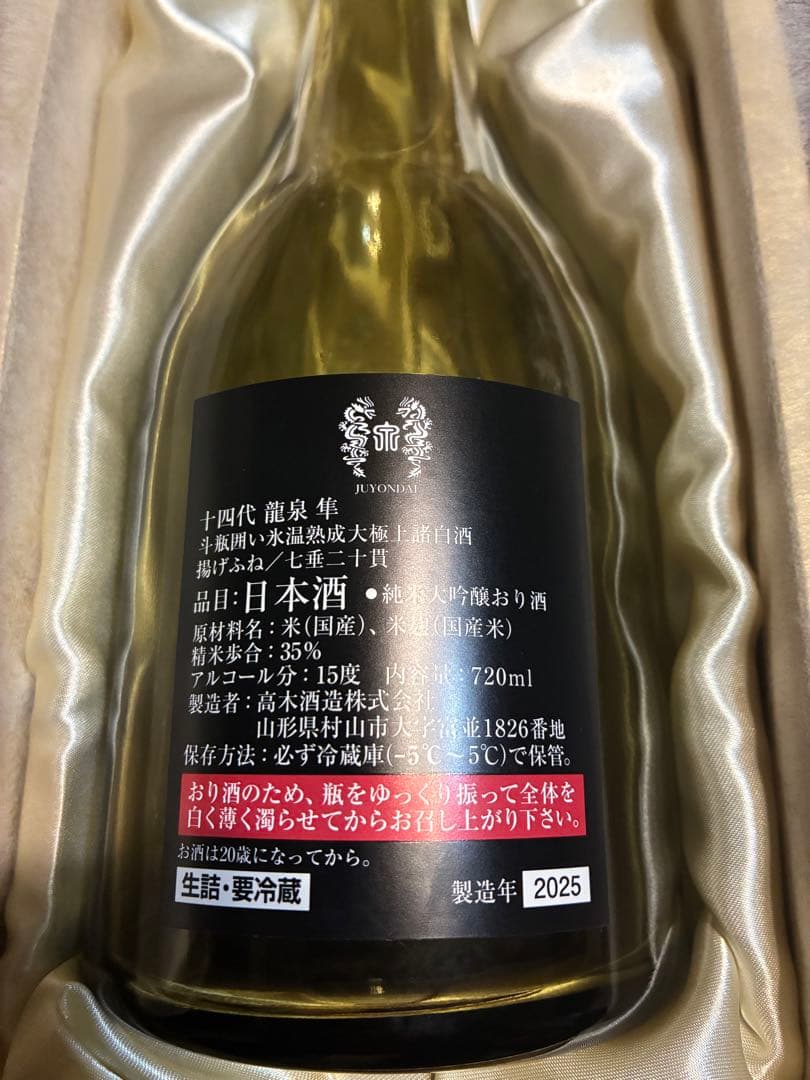 JUYONDAI
十四代 龍泉 隼
斗瓶囲い氷温熟成大極上諸白酒
揚げふね／七垂二十貫
品目：日本酒 ●純米大吟醸おり酒
原材料名：米（国産）、米麹（国産米）
精米歩合：35%
アルコール分：15度 内容量：720ml
製造者：高木酒造株式会社
山形県村山市大字富並1826番地
保存方法：必ず冷蔵庫（−5℃〜5℃）で保管。
おり酒のため、瓶をゆっくり振って全体を
白く薄く濁らせてからお召し上がり下さい。
お酒は20歳になってから。
生詰・要冷蔵 製造年 2025